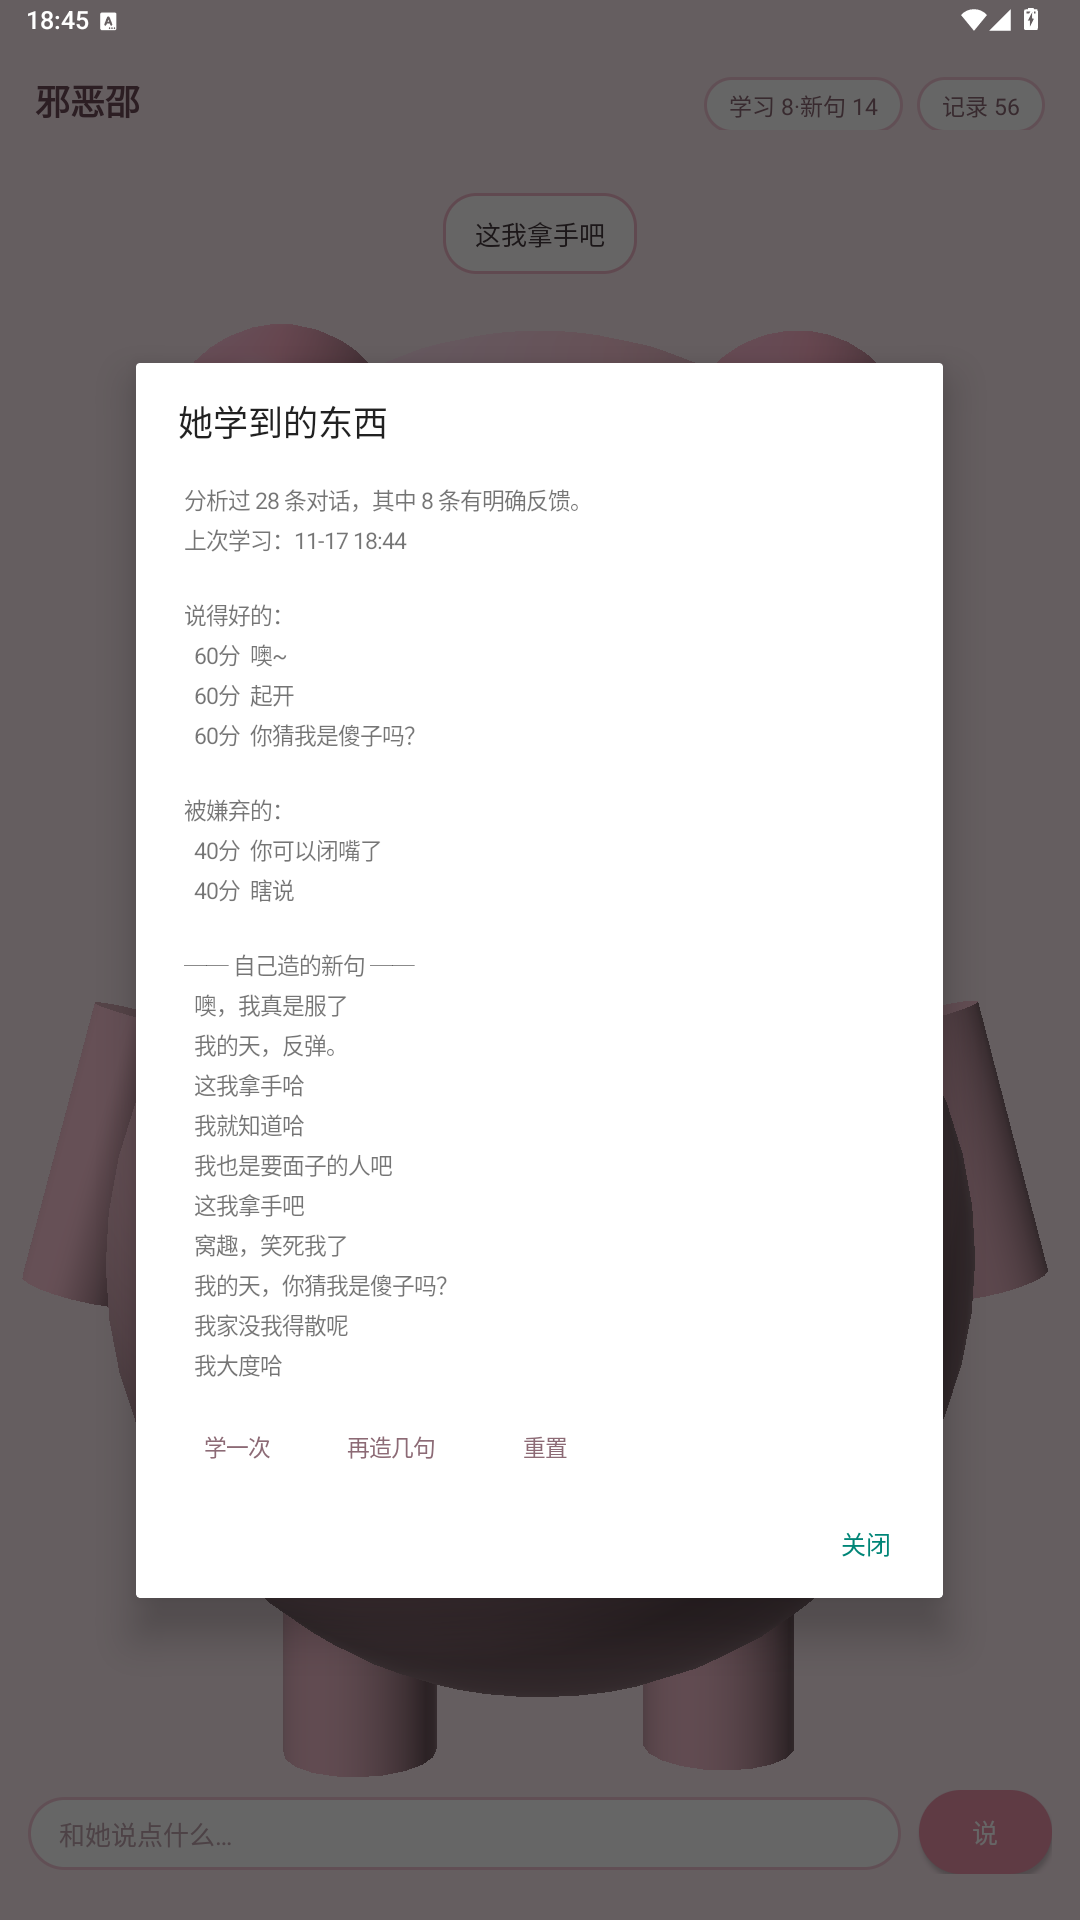 18:45
邪恶邵
学习 8·新句 14
记录 56
这我拿手吧
她学到的东西
分析过 28 条对话，其中 8 条有明确反馈。
上次学习：11-17 18:44
说得好的：
60分 噢~
60分 起开
60分 你猜我是傻子吗？
被嫌弃的：
40分 你可以闭嘴了
40分 瞎说
—— 自己造的新句 ——
噢，我真是服了
我的天，反弹。
这我拿手哈
我就知道哈
我也是要面子的人吧
这我拿手吧
窝趣，笑死我了
我的天，你猜我是傻子吗？
我家没我得散呢
我大度哈
学一次
再造几句
重置
关闭
和她说点什么…
说